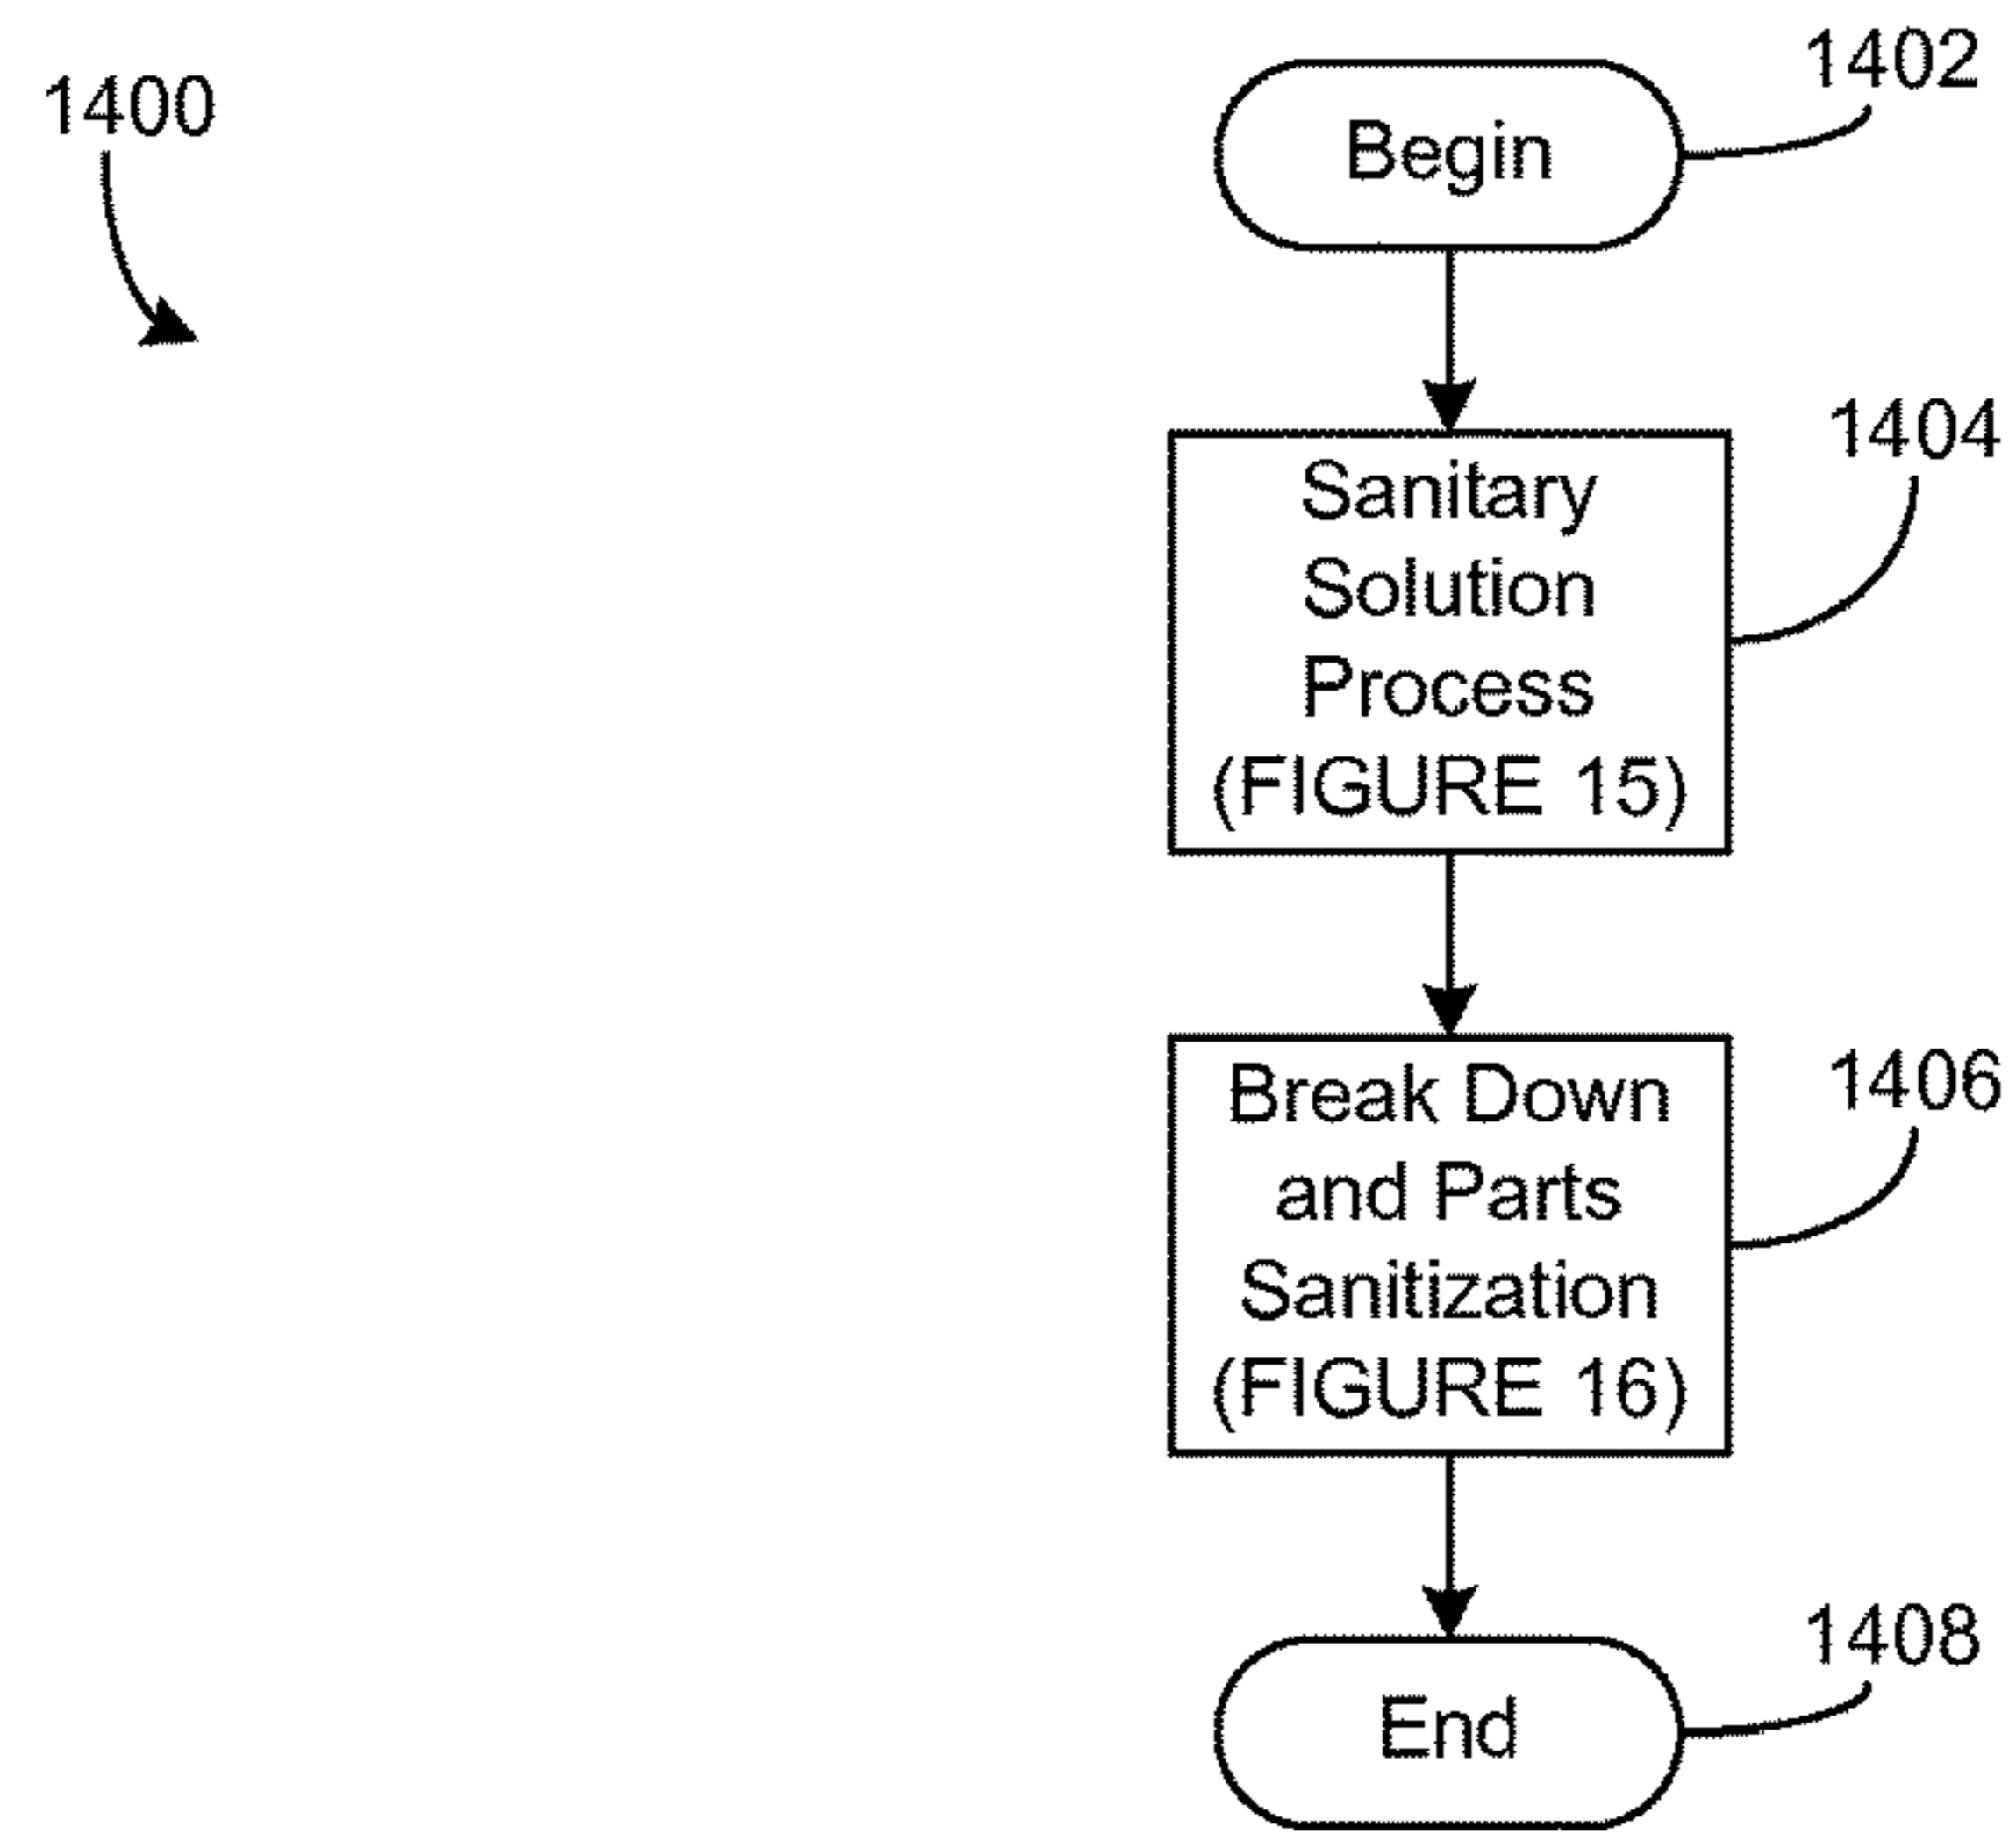 1400
1402
Begin
1404
Sanitary
Solution
Process
(FIGURE 15)
1406
Break Down
and Parts
Sanitization
(FIGURE 16)
1408
End